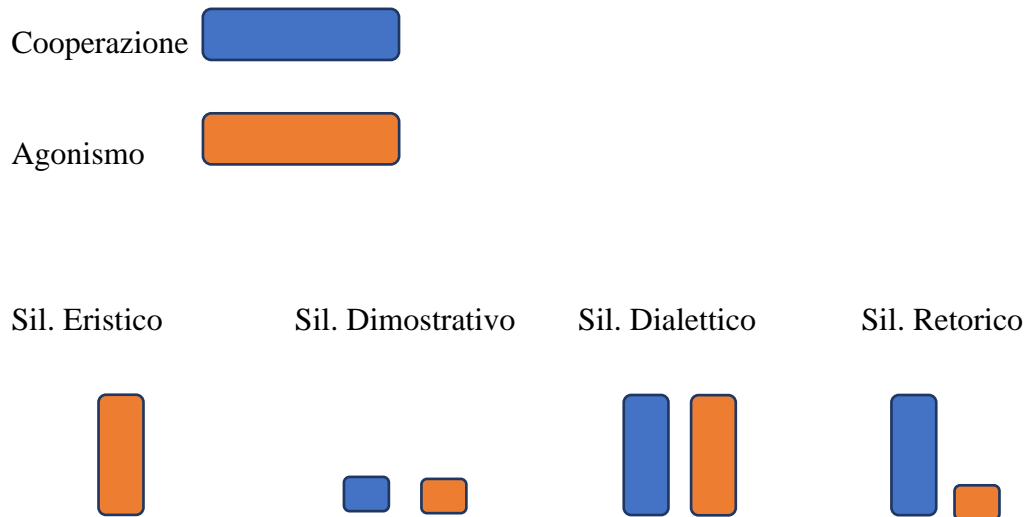 Cooperazione
Agonismo
Sil. Eristico Sil. Dimostrativo Sil. Dialettico Sil. Retorico